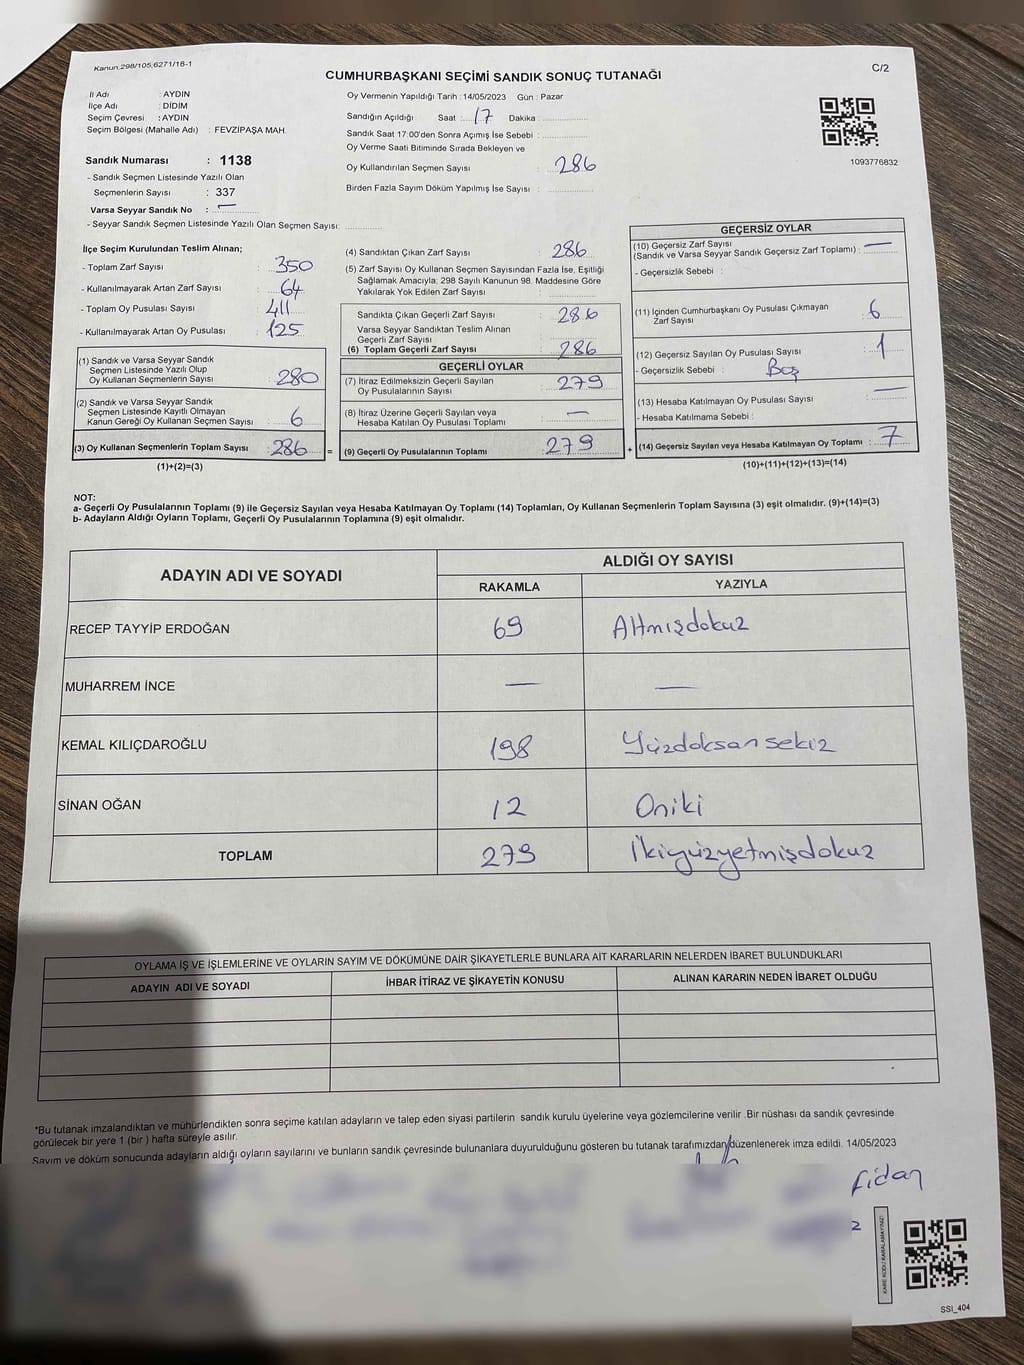 Kanun:298/105,6271/16-1
C/2
CUMHURBAŞKANI SEÇİMİ SANDIK SONUÇ TUTANAĞI
İl Adı : AYDIN
İlçe Adı : DİDİM
Seçim Çevresi : AYDIN
Seçim Bölgesi (Mahalle Adı) : FEVZİPAŞA MAH.
Sandık Numarası : 1138
- Sandık Seçmen Listesinde Yazılı Olan
Seçmenlerin Sayısı : 337
Varsa Seyyar Sandık No : —
- Seyyar Sandık Seçmen Listesinde Yazılı Olan Seçmen Sayısı:
Oy Vermenin Yapıldığı Tarih : 14/05/2023 Gün : Pazar
Sandığın Açıldığı Saat : 17 Dakika :
Sandık Saat 17:00'den Sonra Açımış İse Sebebi :
Oy Verme Saati Bitiminde Sırada Bekleyen ve
Oy Kullandırılan Seçmen Sayısı : 286
Birden Fazla Sayım Döküm Yapılmış İse Sayısı :
1093776832
İlçe Seçim Kurulundan Teslim Alınan;
- Toplam Zarf Sayısı : 350
- Kullanılmayarak Artan Zarf Sayısı : 64
- Toplam Oy Pusulası Sayısı : 411
- Kullanılmayarak Artan Oy Pusulası : 125
(1) Sandık ve Varsa Seyyar Sandık
Seçmen Listesinde Yazılı Olup
Oy Kullanan Seçmenlerin Sayısı : 280
(2) Sandık ve Varsa Seyyar Sandık
Seçmen Listesinde Kayıtlı Olmayan
Kanun Gereği Oy Kullanan Seçmen Sayısı : 6
(3) Oy Kullanan Seçmenlerin Toplam Sayısı : 286 =
(1)+(2)=(3)
(4) Sandıktan Çıkan Zarf Sayısı : 286
(5) Zarf Sayısı Oy Kullanan Seçmen Sayısından Fazla İse, Eşitliği
Sağlamak Amacıyla; 298 Sayılı Kanunun 98. Maddesine Göre
Yakılarak Yok Edilen Zarf Sayısı :
Sandıkta Çıkan Geçerli Zarf Sayısı : 286
Varsa Seyyar Sandıktan Teslim Alınan
Geçerli Zarf Sayısı :
(6) Toplam Geçerli Zarf Sayısı : 286
GEÇERLİ OYLAR
(7) İtiraz Edilmeksizin Geçerli Sayılan
Oy Pusulalarının Sayısı : 279
(8) İtiraz Üzerine Geçerli Sayılan veya
Hesaba Katılan Oy Pusulası Toplamı : —
(9) Geçerli Oy Pusulalarının Toplamı : 279 +
GEÇERSİZ OYLAR
(10) Geçersiz Zarf Sayısı
(Sandık ve Varsa Seyyar Sandık Geçersiz Zarf Toplamı) : —
- Geçersizlik Sebebi :
(11) İçinden Cumhurbaşkanı Oy Pusulası Çıkmayan
Zarf Sayısı : 6
(12) Geçersiz Sayılan Oy Pusulası Sayısı : 1
- Geçersizlik Sebebi : Boş
(13) Hesaba Katılmayan Oy Pusulası Sayısı : —
- Hesaba Katılmama Sebebi :
(14) Geçersiz Sayılan veya Hesaba Katılmayan Oy Toplamı : 7
(10)+(11)+(12)+(13)=(14)
NOT:
a- Geçerli Oy Pusulalarının Toplamı (9) ile Geçersiz Sayılan veya Hesaba Katılmayan Oy Toplamı (14) Toplamları, Oy Kullanan Seçmenlerin Toplam Sayısına (3) eşit olmalıdır. (9)+(14)=(3)
b- Adayların Aldığı Oyların Toplamı, Geçerli Oy Pusulalarının Toplamına (9) eşit olmalıdır.
ADAYIN ADI VE SOYADI
ALDIĞI OY SAYISI
RAKAMLA YAZIYLA
RECEP TAYYİP ERDOĞAN 69 Altmışdokuz
MUHARREM İNCE — —
KEMAL KILIÇDAROĞLU 198 Yüzdoksansekiz
SİNAN OĞAN 12 Oniki
TOPLAM 279 İkiyüzyetmişdokuz
OYLAMA İŞ VE İŞLEMLERİNE VE OYLARIN SAYIM VE DÖKÜMÜNE DAİR ŞİKAYETLERLE BUNLARA AİT KARARLARIN NELERDEN İBARET BULUNDUKLARI
ADAYIN ADI VE SOYADI İHBAR İTİRAZ VE ŞİKAYETİN KONUSU ALINAN KARARIN NEDEN İBARET OLDUĞU
*Bu tutanak imzalandıktan ve mühürlendikten sonra seçime katılan adayların ve talep eden siyasi partilerin sandık kurulu üyelerine veya gözlemcilerine verilir .Bir nüshası da sandık çevresinde
görülecek bir yere 1 (bir ) hafta süreyle asılır.
Sayım ve döküm sonucunda adayların aldığı oyların sayılarını ve bunların sandık çevresinde bulunanlara duyurulduğunu gösteren bu tutanak tarafımızdan düzenlenerek imza edildi. 14/05/2023
Fidan
KARE KODU KARALAMAYINIZ!
SSİ_404